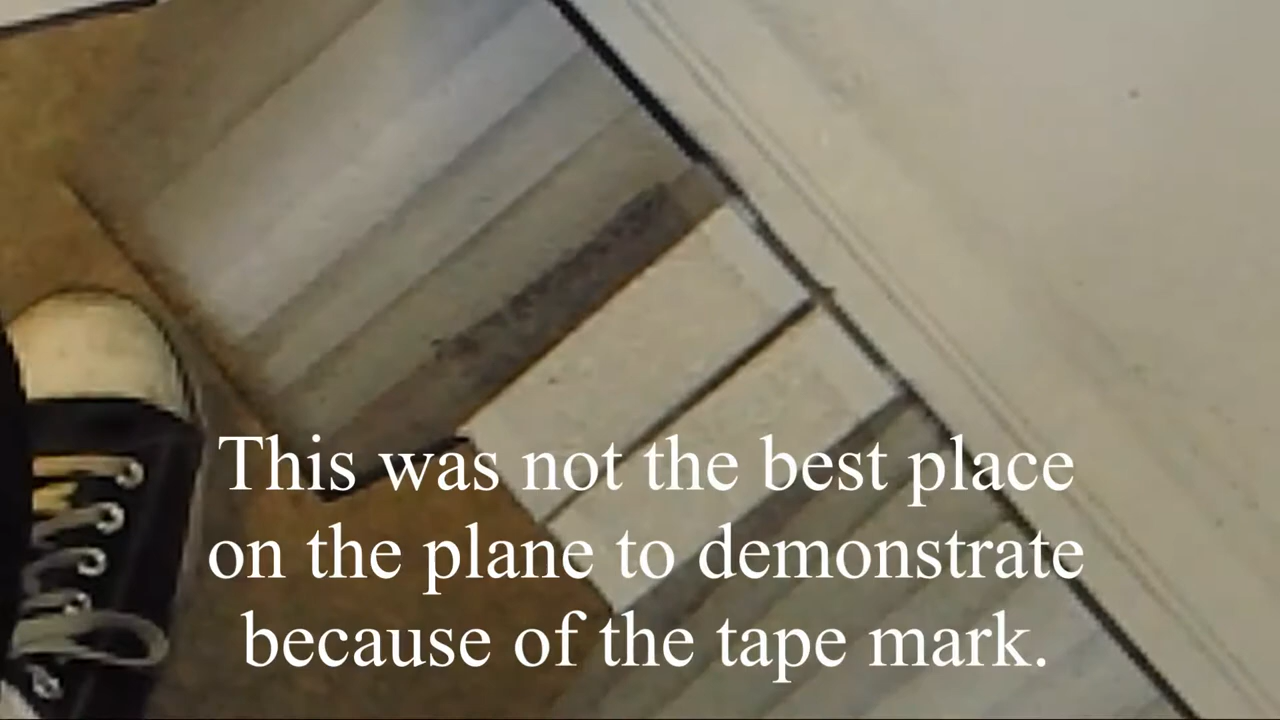 This was not the best place
on the plane to demonstrate
because of the tape mark.